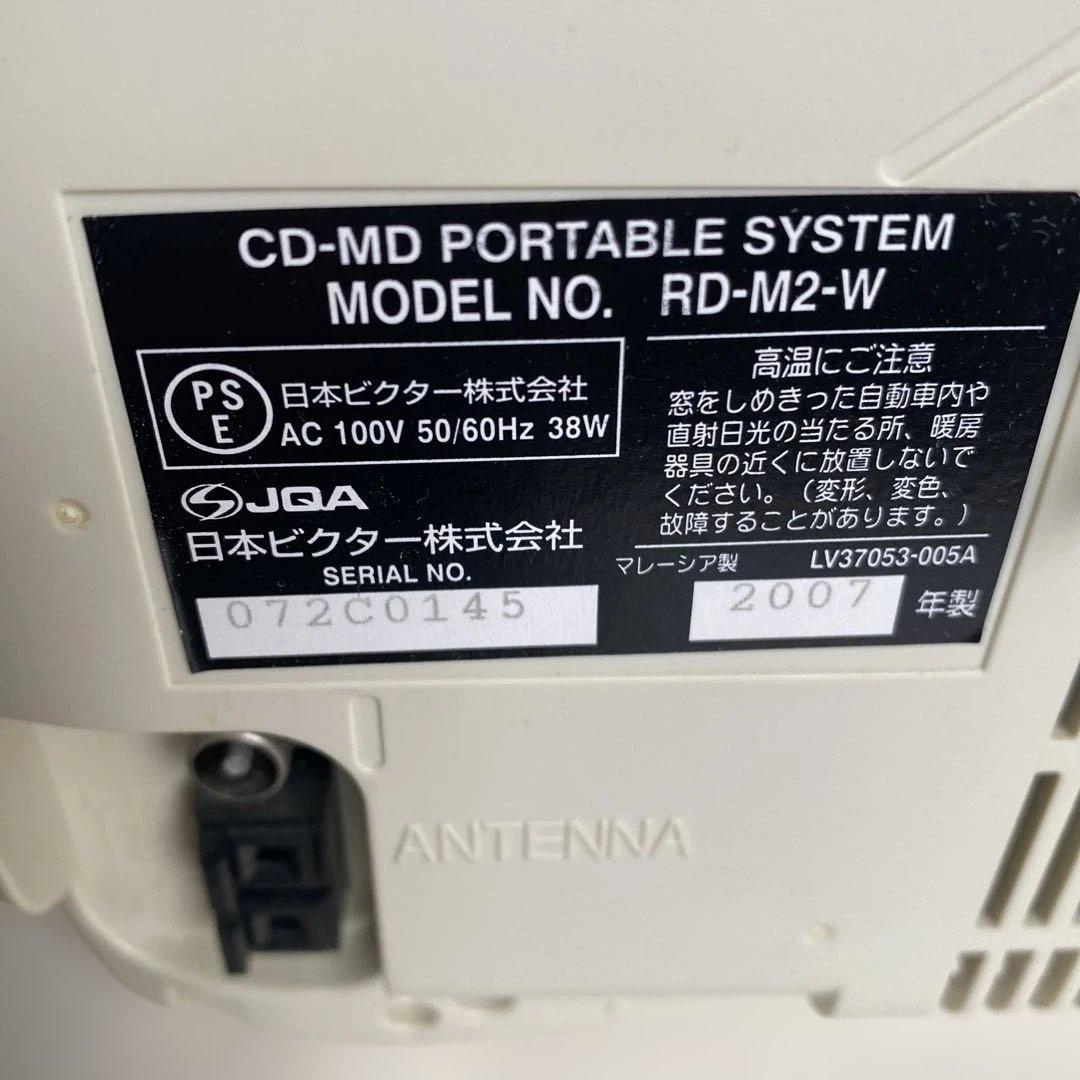 CD-MD PORTABLE SYSTEM
MODEL NO. RD-M2-W
PS
E
日本ビクター株式会社
AC 100V 50/60Hz 38W
JQA
日本ビクター株式会社
SERIAL NO.
072C0145
高温にご注意
窓をしめきった自動車内や
直射日光の当たる所、暖房
器具の近くに放置しないで
ください。（変形、変色、
故障することがあります。）
マレーシア製 LV37053-005A
2007 年製
ANTENNA